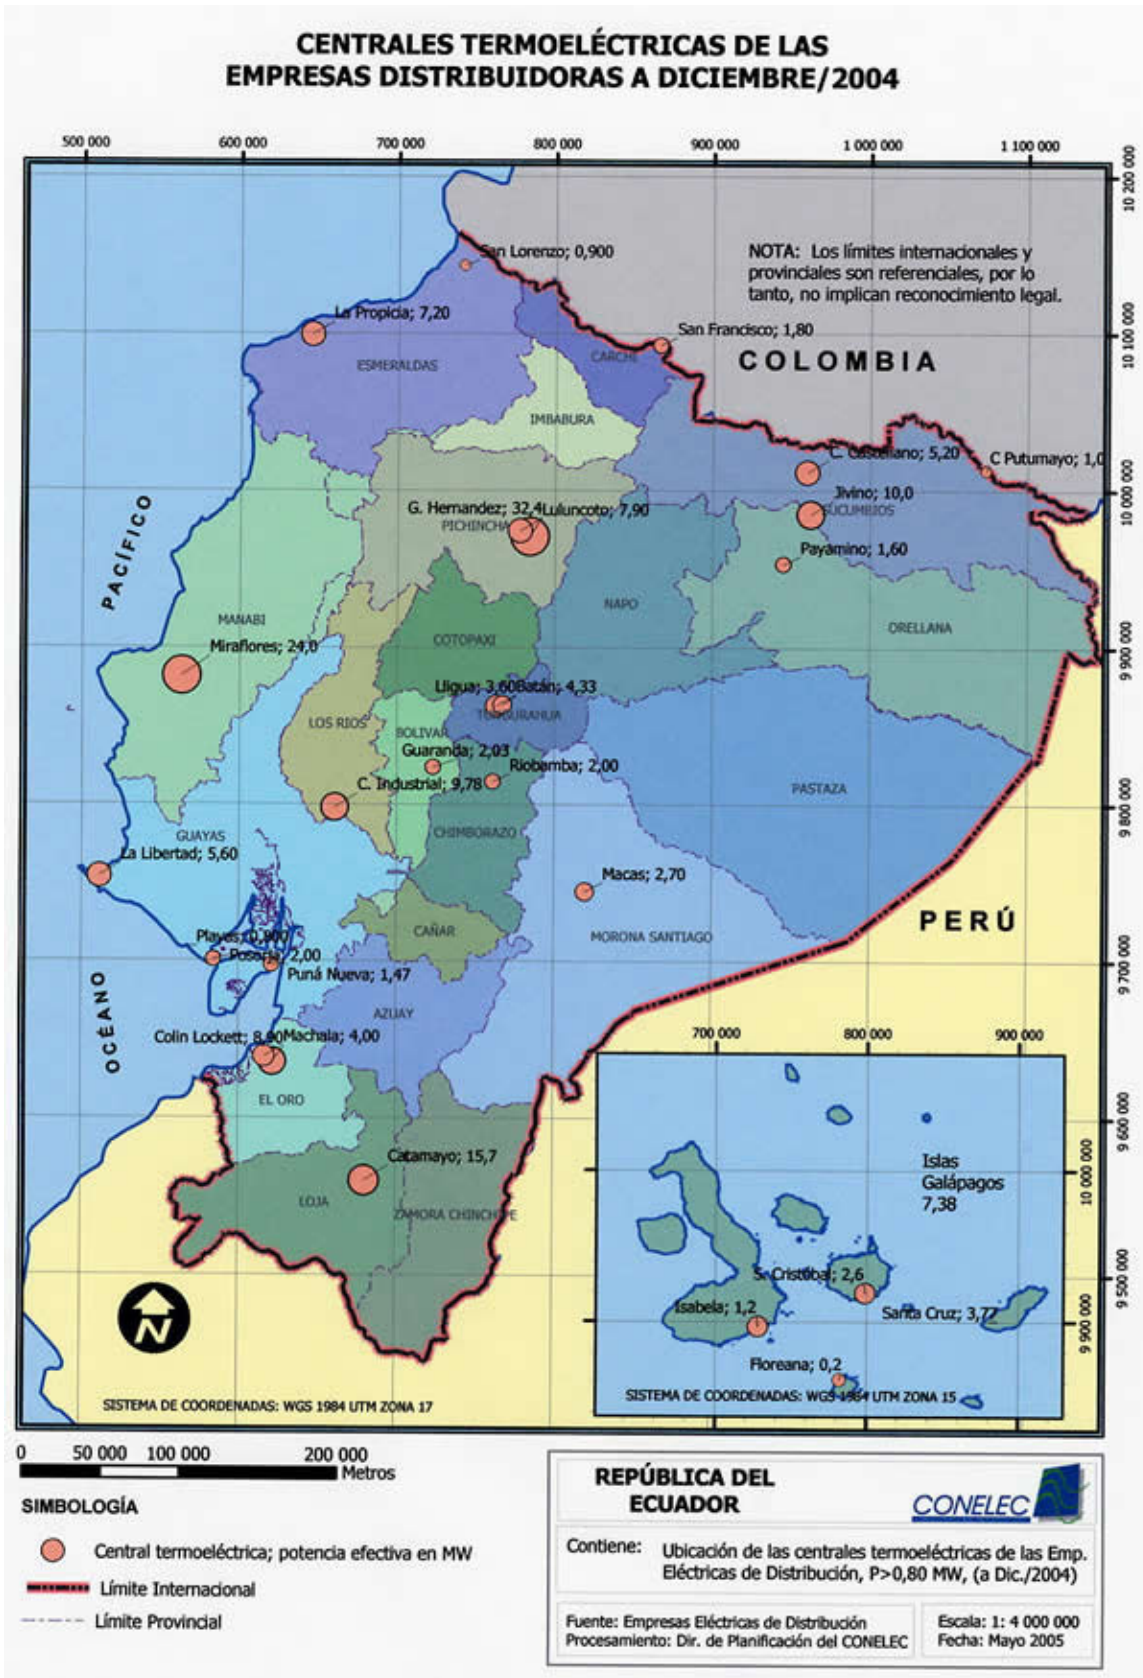 CENTRALES TERMOELÉCTRICAS DE LAS
EMPRESAS DISTRIBUIDORAS A DICIEMBRE/2004
500 000 600 000 700 000 800 000 900 000 1 000 000 1 100 000
10 200 000
San Lorenzo; 0,900
NOTA: Los límites internacionales y
provinciales son referenciales, por lo
tanto, no implican reconocimiento legal.
La Propicia; 7,20
San Francisco; 1,80
10 100 000
COLOMBIA
CARCHI
ESMERALDAS
IMBABURA
C. Castellano; 5,20
C Putumayo; 1,0
Jivino; 10,0
10 000 000
G. Hernandez; 32,4
Luluncoto; 7,90
SUCUMBIOS
PICHINCHA
Payamino; 1,60
PACÍFICO
NAPO
MANABI
ORELLANA
COTOPAXI
Miraflores; 24,0
9 900 000
Lligua; 3,60
Batán; 4,33
TUNGURAHUA
LOS RIOS
BOLIVAR
Guaranda; 2,03
Riobamba; 2,00
C. Industrial; 9,78
PASTAZA
9 800 000
GUAYAS
CHIMBORAZO
La Libertad; 5,60
Macas; 2,70
PERÚ
CAÑAR
MORONA SANTIAGO
Playas; 0,900
Posorja; 2,00
Puná Nueva; 1,47
9 700 000
OCÉANO
AZUAY
Colin Lockett; 8,90
Machala; 4,00
700 000 800 000 900 000
EL ORO
9 600 000
Catamayo; 15,7
Islas
Galápagos
7,38
10 000 000
LOJA
ZAMORA CHINCHIPE
S. Cristobal; 2,6
9 500 000
Isabela; 1,2
Santa Cruz; 3,77
9 900 000
Floreana; 0,2
N
SISTEMA DE COORDENADAS: WGS 1984 UTM ZONA 15
SISTEMA DE COORDENADAS: WGS 1984 UTM ZONA 17
0 50 000 100 000 200 000
Metros
SIMBOLOGÍA
Central termoeléctrica; potencia efectiva en MW
Límite Internacional
Límite Provincial
REPÚBLICA DEL
ECUADOR
CONELEC
Contiene: Ubicación de las centrales termoeléctricas de las Emp.
Eléctricas de Distribución, P>0,80 MW, (a Dic./2004)
Fuente: Empresas Eléctricas de Distribución
Procesamiento: Dir. de Planificación del CONELEC
Escala: 1: 4 000 000
Fecha: Mayo 2005